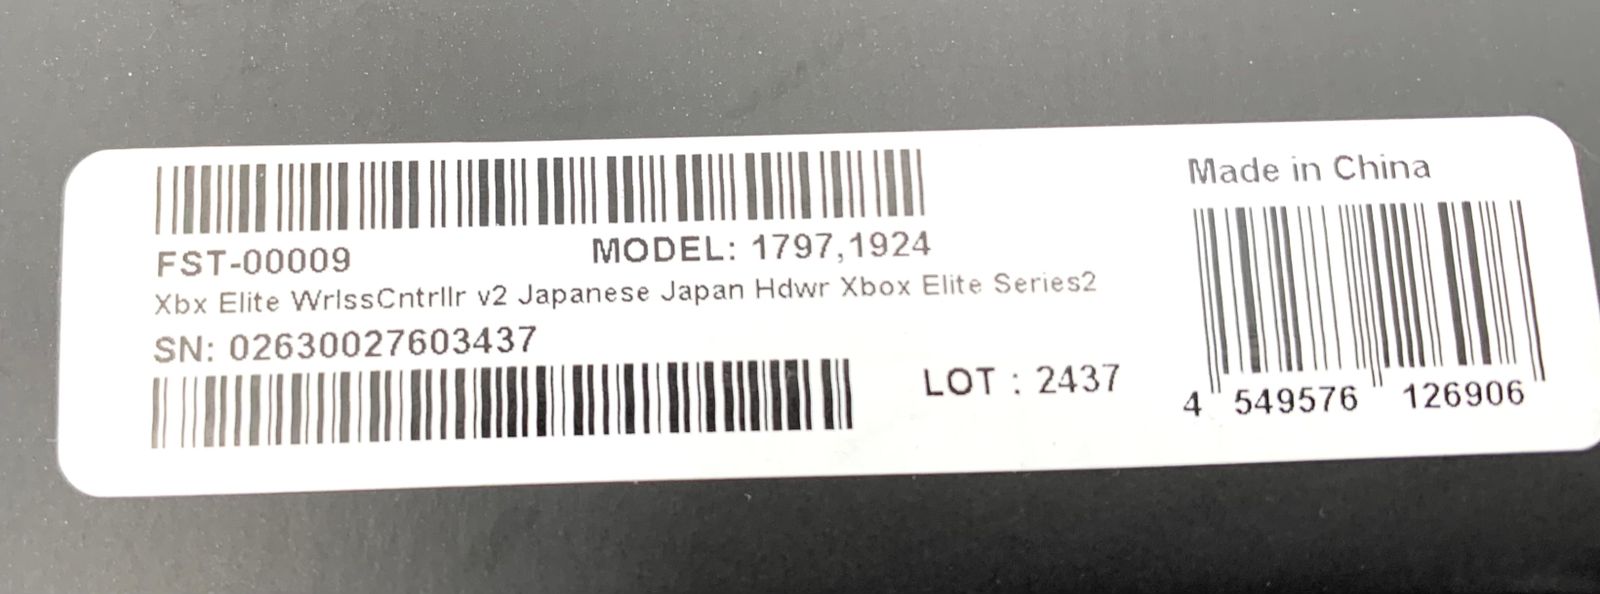 FST-00009 MODEL: 1797,1924
Xbx Elite WrlssCntrllr v2 Japanese Japan Hdwr Xbox Elite Series2
SN: 02630027603437
LOT : 2437
Made in China
4 549576 126906